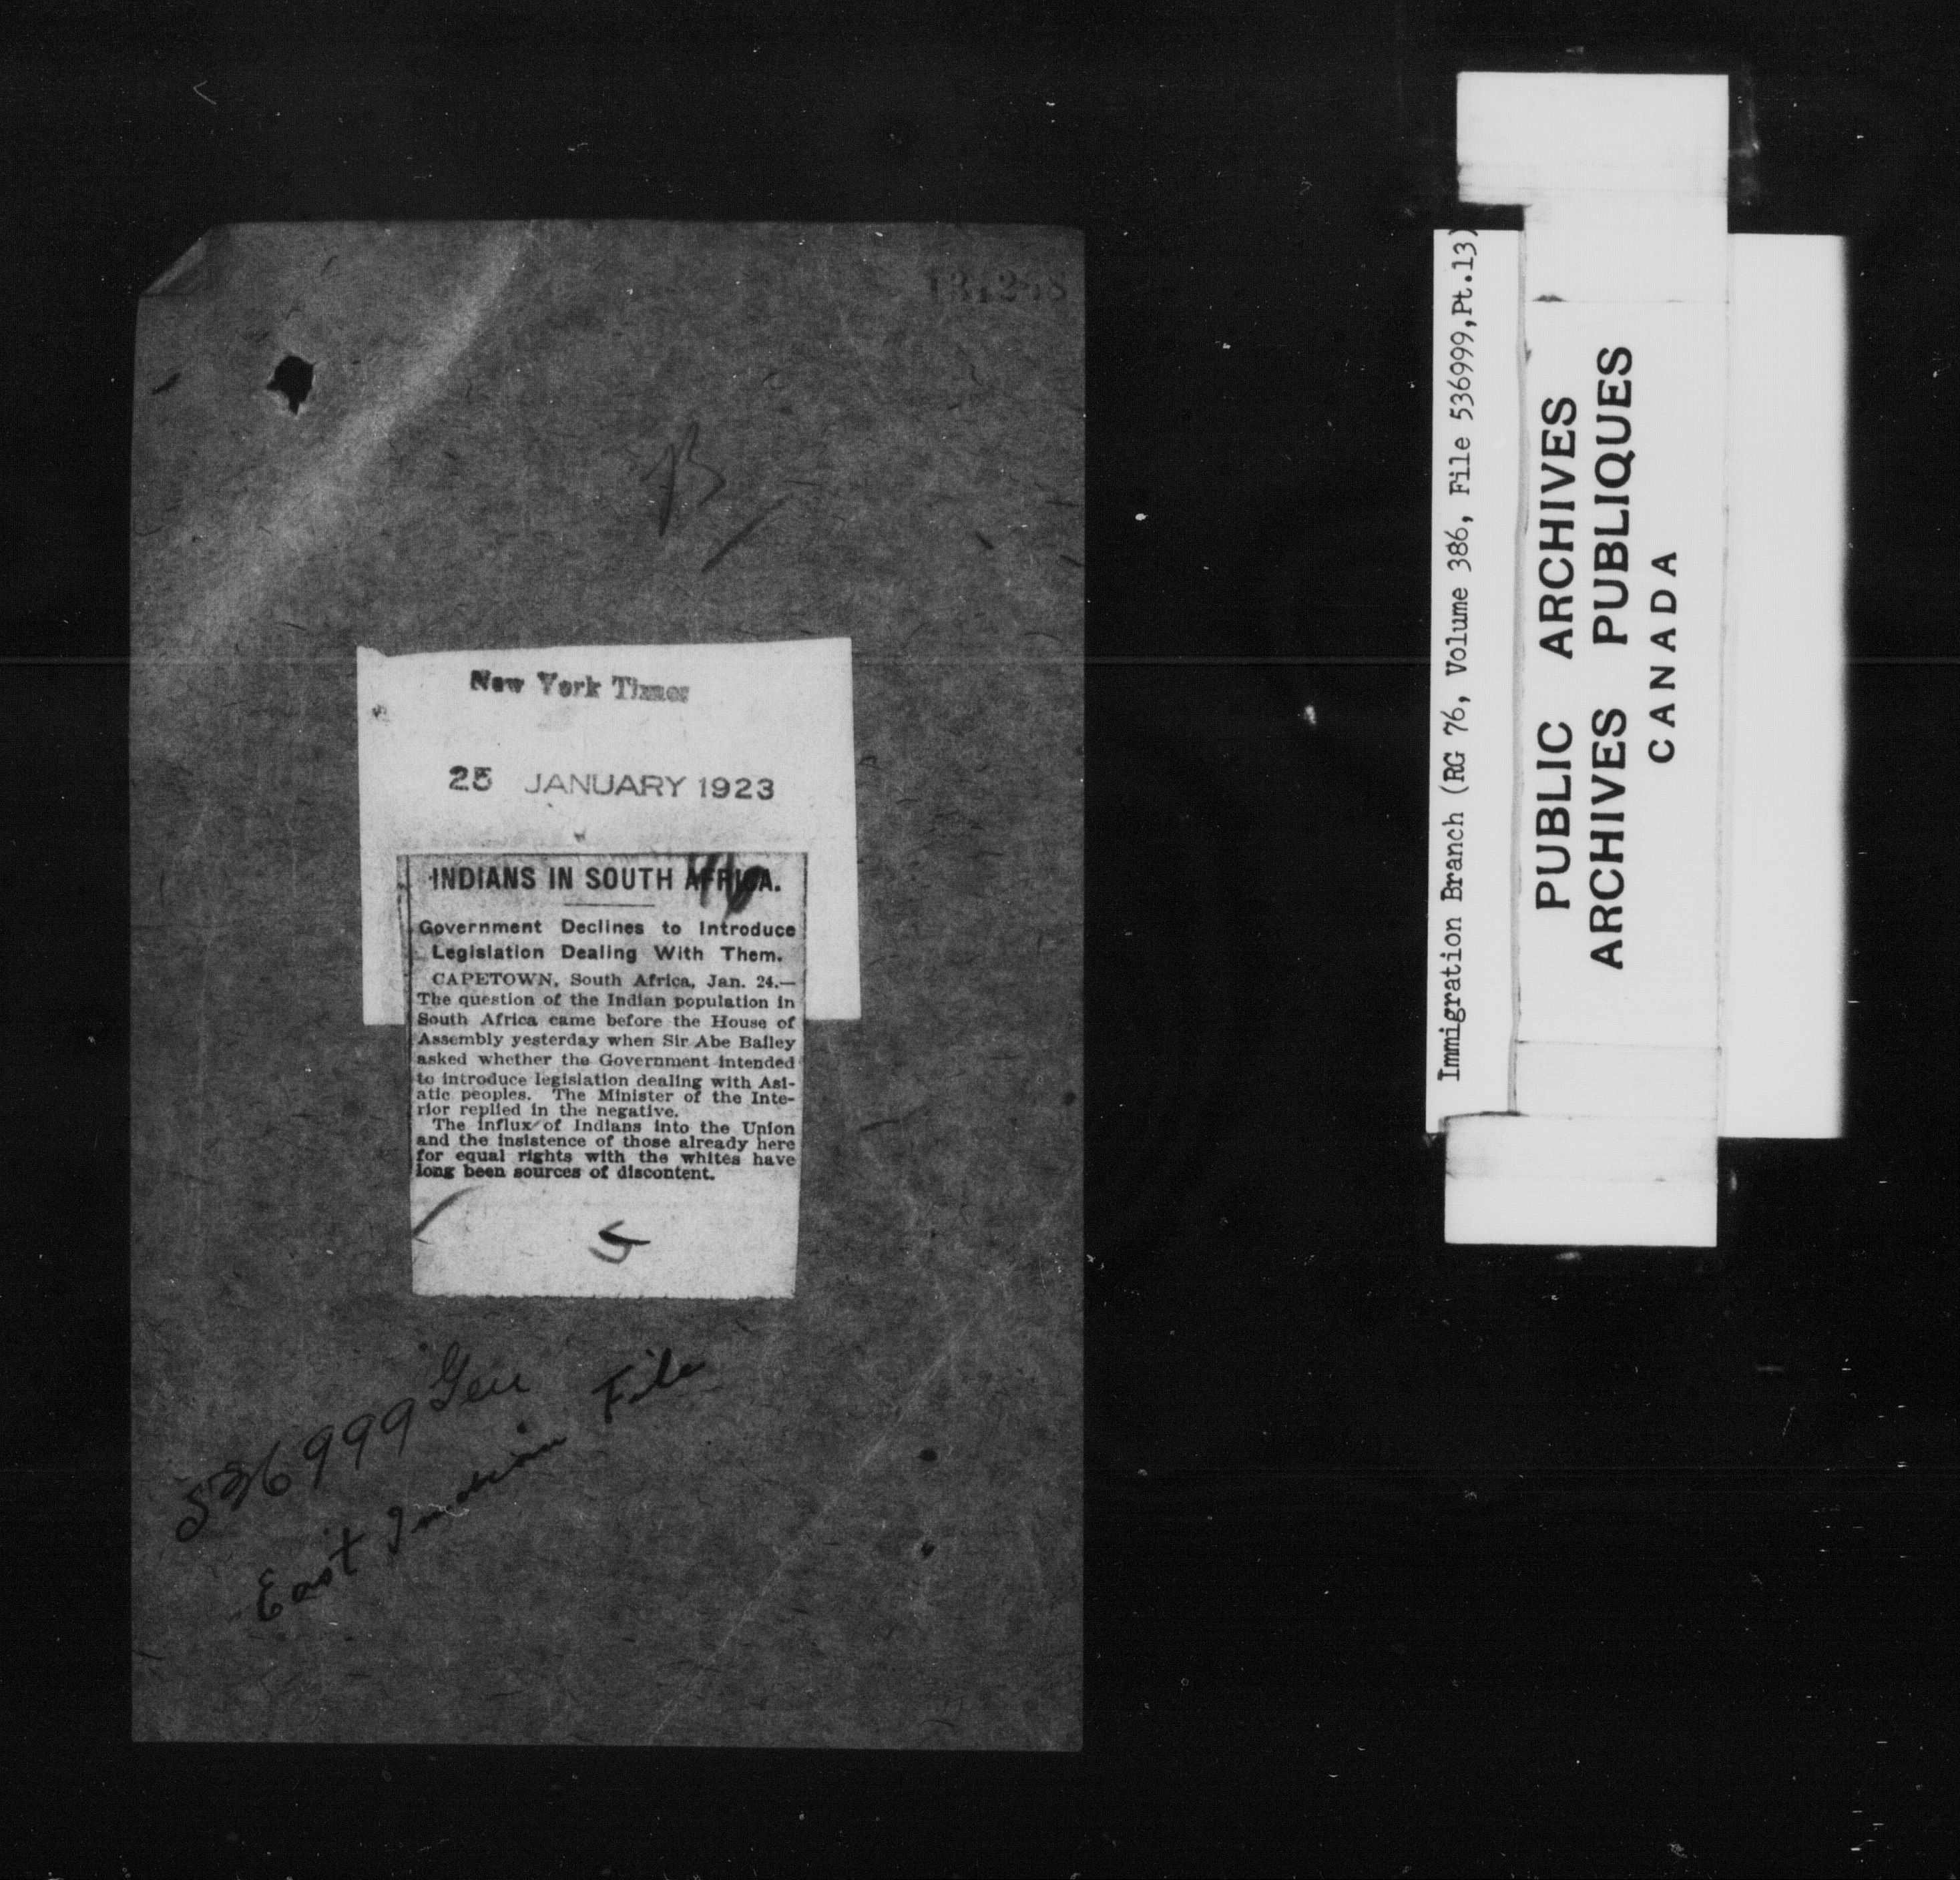 New York Times
25 JANUARY 1923
INDIANS IN SOUTH AFRICA.
Government Declines to Introduce
Legislation Dealing With Them.
CAPETOWN, South Africa, Jan. 24.—
The question of the Indian population in
South Africa came before the House of
Assembly yesterday when Sir Abe Bailey
asked whether the Government intended
to introduce legislation dealing with Asi-
atic peoples. The Minister of the Inte-
rior replied in the negative.
The influx of Indians into the Union
and the insistence of those already here
for equal rights with the whites have
long been sources of discontent.
536999 Gen
East Indian File
Immigration Branch (RG 76, Volume 386, File 536999,Pt.13)
PUBLIC ARCHIVES
ARCHIVES PUBLIQUES
CANADA